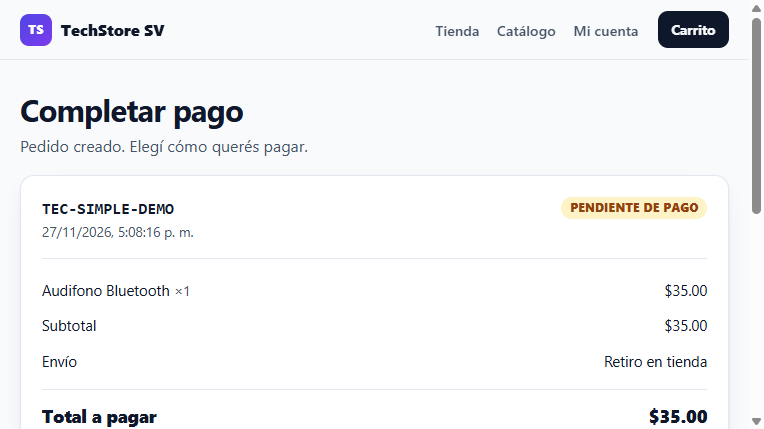 TS TechStore SV Tienda Catálogo Mi cuenta Carrito
Completar pago
Pedido creado. Elegí cómo querés pagar.
TEC-SIMPLE-DEMO PENDIENTE DE PAGO
27/11/2026, 5:08:16 p. m.
Audifono Bluetooth ×1 $35.00
Subtotal $35.00
Envío Retiro en tienda
Total a pagar $35.00